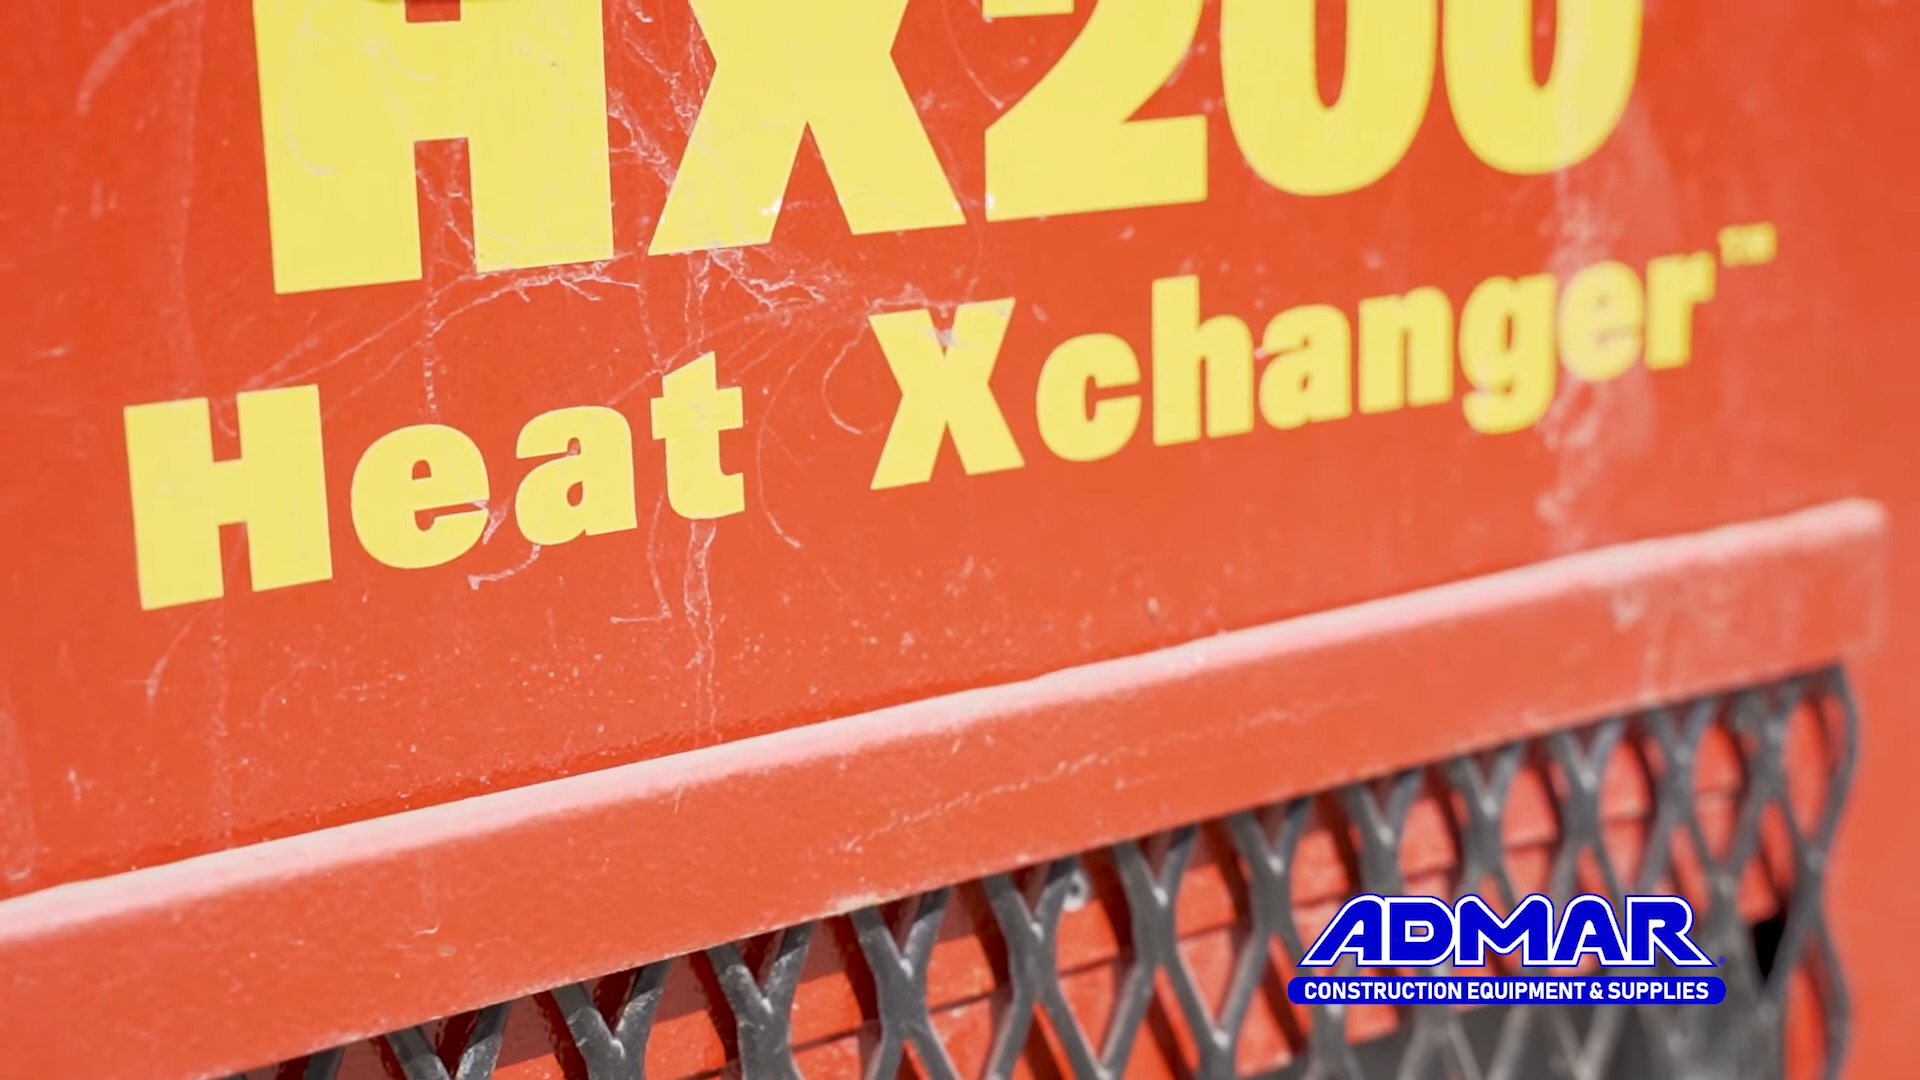 HX200
Heat Xchanger™
ADMAR®
CONSTRUCTION EQUIPMENT & SUPPLIES